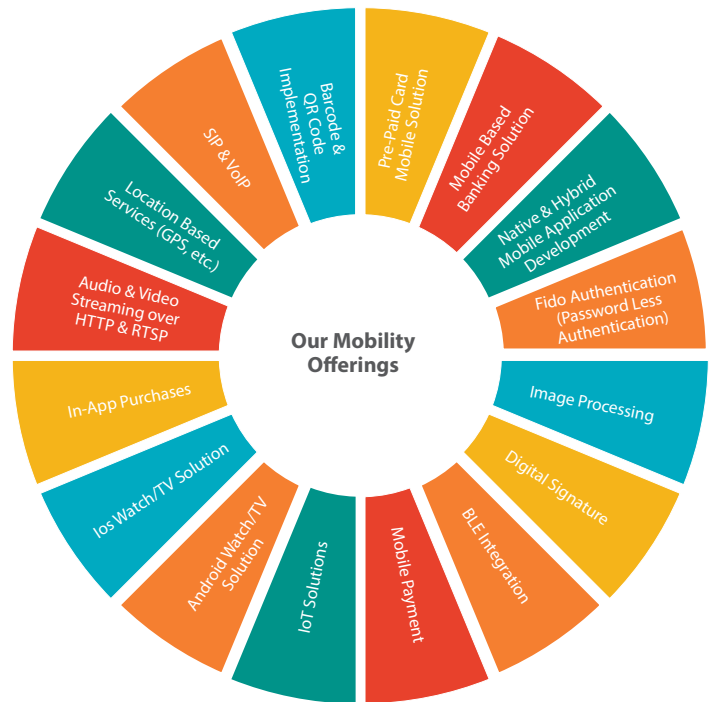 Our Mobility
Offerings
Pre-Paid Card
Mobile Solution
Mobile Based
Banking Solution
Native & Hybrid
Mobile Application
Development
Fido Authentication
(Password Less
Authentication)
Image Processing
Digital Signature
BLE Integration
Mobile Payment
IoT Solutions
Android Watch/TV
Solution
Ios Watch/TV Solution
In-App Purchases
Audio & Video
Streaming over
HTTP & RTSP
Location Based
Services (GPS, etc.)
SIP & VoIP
Barcode &
QR Code
Implementation